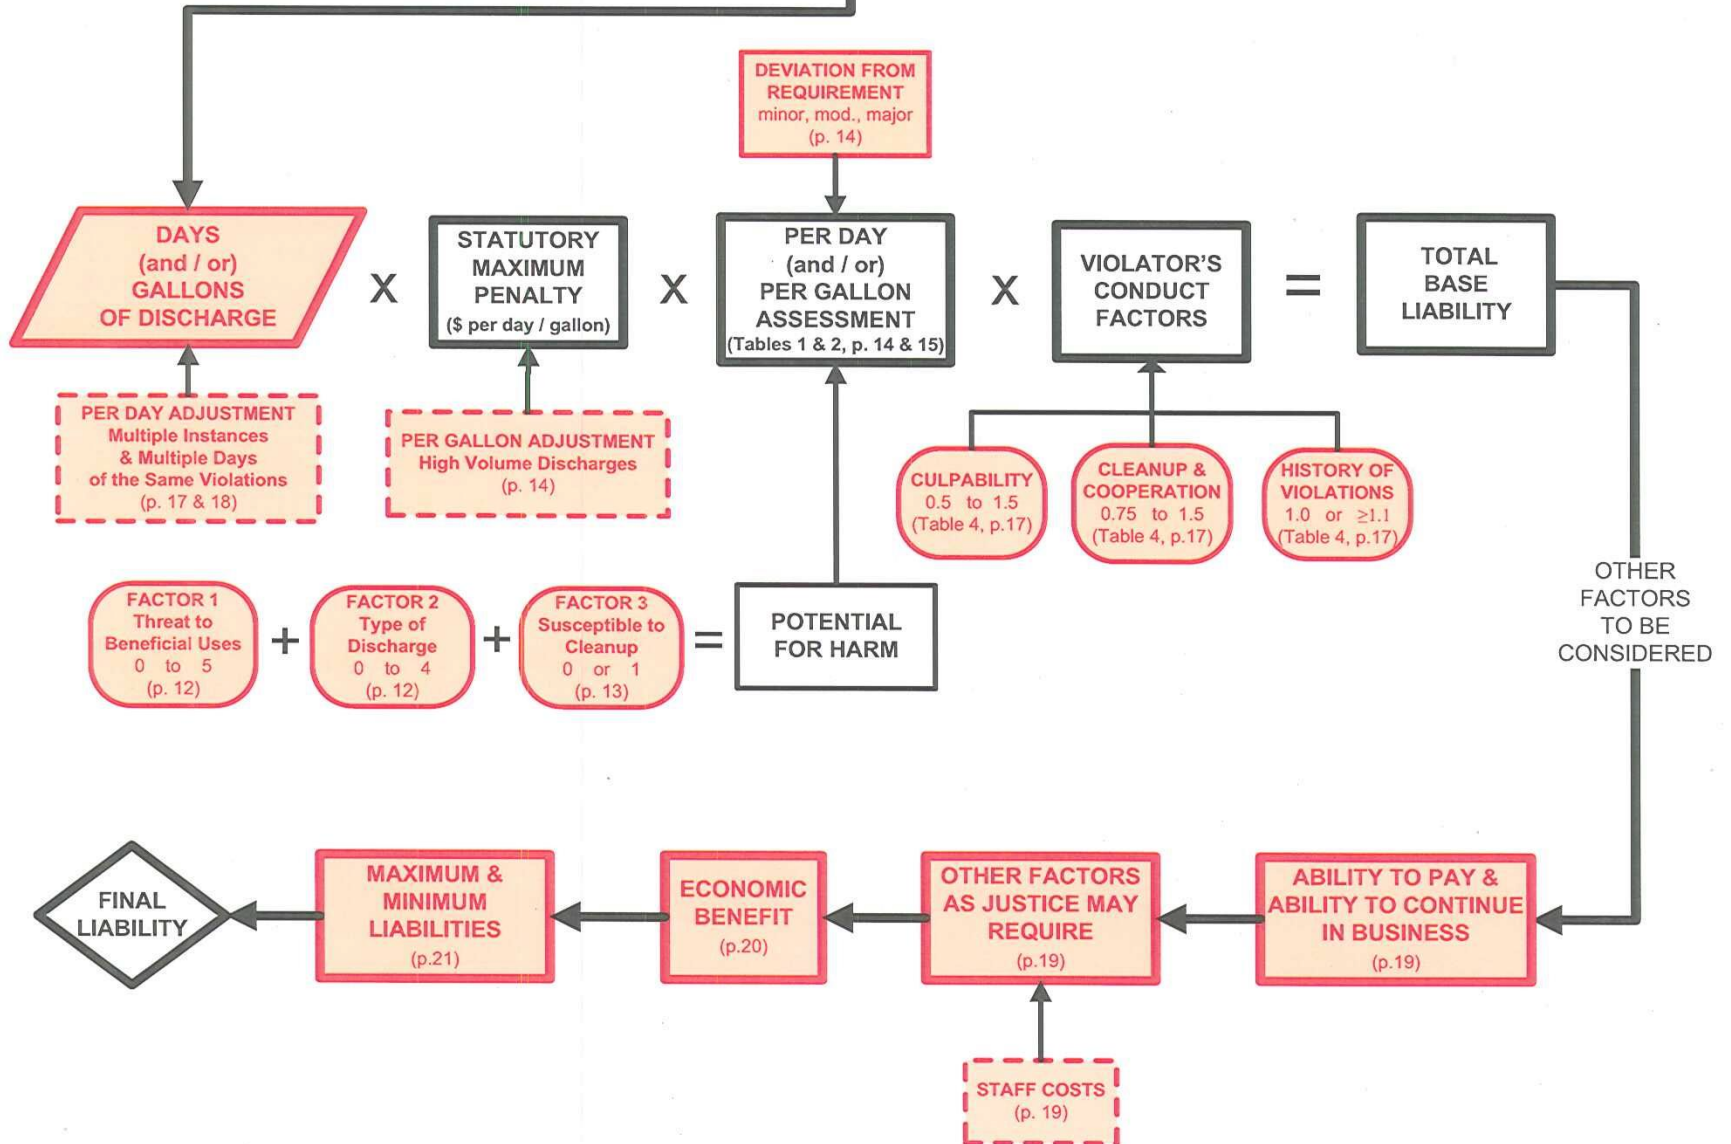 DEVIATION FROM
REQUIREMENT
minor, mod., major
(p. 14)
DAYS
(and / or)
GALLONS
OF DISCHARGE
X
STATUTORY
MAXIMUM
PENALTY
($ per day / gallon)
X
PER DAY
(and / or)
PER GALLON
ASSESSMENT
(Tables 1 & 2, p. 14 & 15)
X
VIOLATOR'S
CONDUCT
FACTORS
=
TOTAL
BASE
LIABILITY
PER DAY ADJUSTMENT
Multiple Instances
& Multiple Days
of the Same Violations
(p. 17 & 18)
PER GALLON ADJUSTMENT
High Volume Discharges
(p. 14)
CULPABILITY
0.5 to 1.5
(Table 4, p.17)
CLEANUP &
COOPERATION
0.75 to 1.5
(Table 4, p.17)
HISTORY OF
VIOLATIONS
1.0 or ≥1.1
(Table 4, p.17)
FACTOR 1
Threat to
Beneficial Uses
0 to 5
(p. 12)
+
FACTOR 2
Type of
Discharge
0 to 4
(p. 12)
+
FACTOR 3
Susceptible to
Cleanup
0 or 1
(p. 13)
=
POTENTIAL
FOR HARM
OTHER
FACTORS
TO BE
CONSIDERED
FINAL
LIABILITY
MAXIMUM &
MINIMUM
LIABILITIES
(p.21)
ECONOMIC
BENEFIT
(p.20)
OTHER FACTORS
AS JUSTICE MAY
REQUIRE
(p.19)
ABILITY TO PAY &
ABILITY TO CONTINUE
IN BUSINESS
(p.19)
STAFF COSTS
(p. 19)